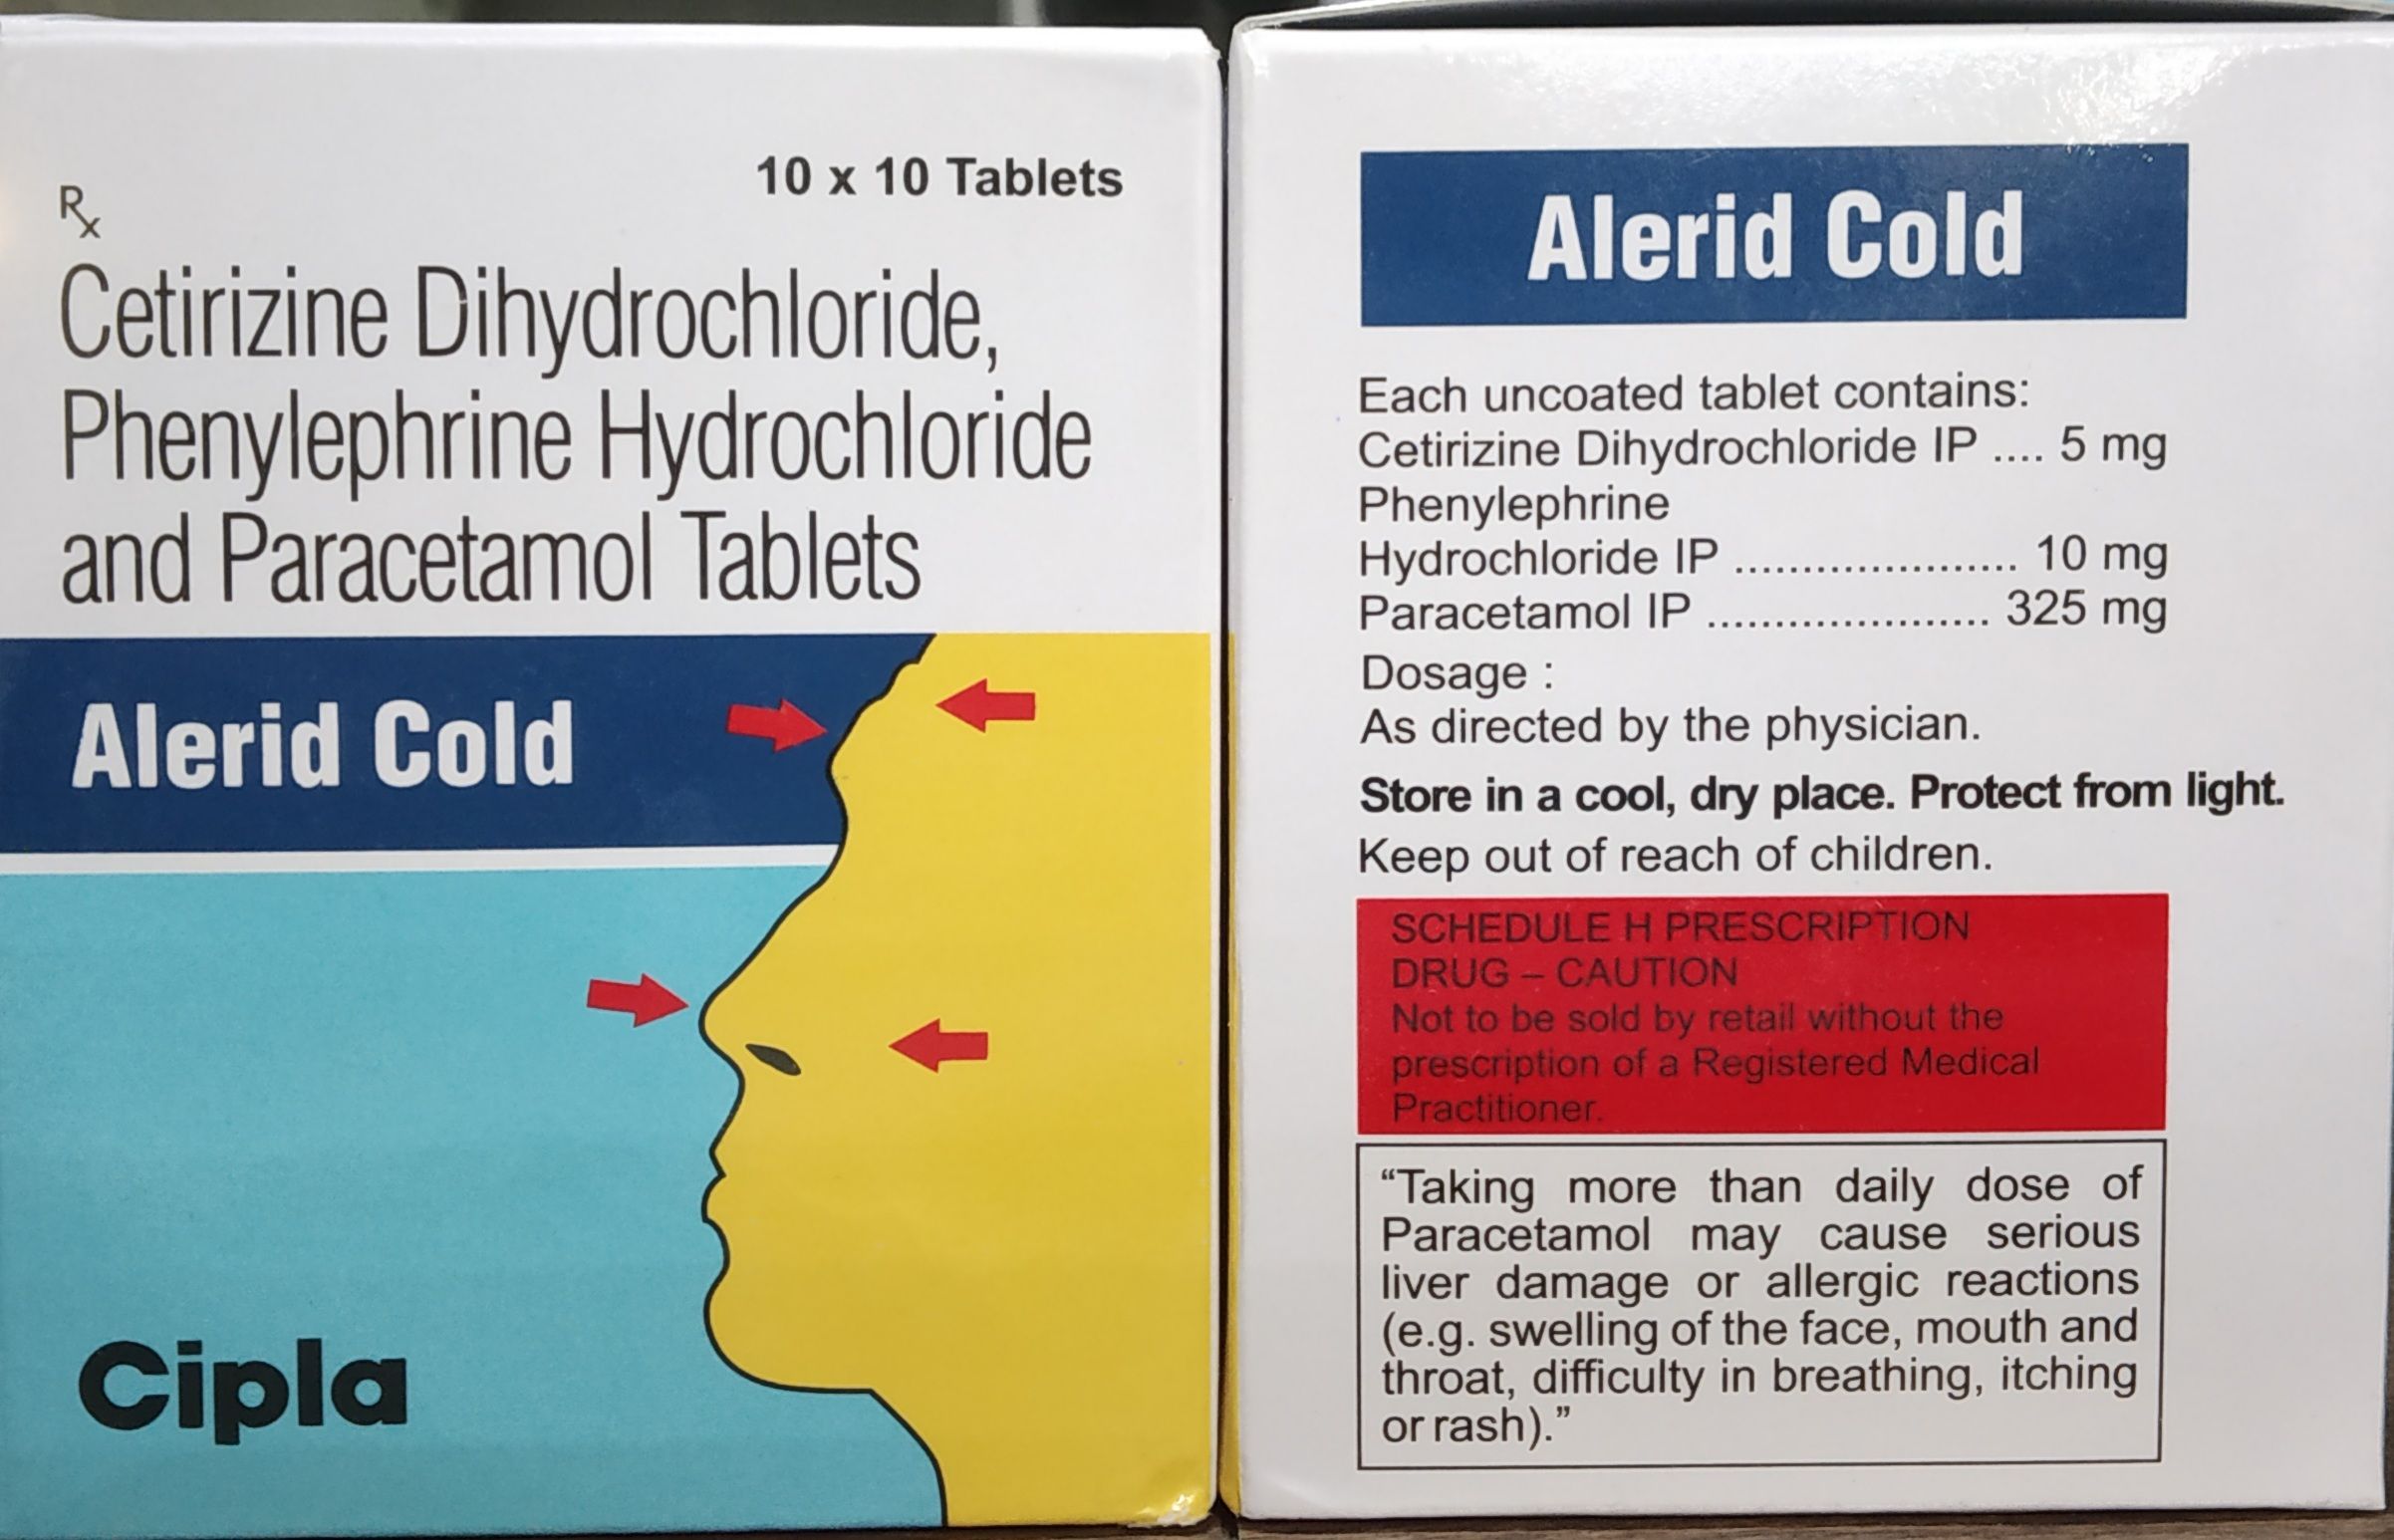 10 x 10 Tablets
Rx
Cetirizine Dihydrochloride,
Phenylephrine Hydrochloride
and Paracetamol Tablets
Alerid Cold
Cipla
Alerid Cold
Each uncoated tablet contains:
Cetirizine Dihydrochloride IP .... 5 mg
Phenylephrine
Hydrochloride IP ..................... 10 mg
Paracetamol IP ..................... 325 mg
Dosage :
As directed by the physician.
Store in a cool, dry place. Protect from light.
Keep out of reach of children.
SCHEDULE H PRESCRIPTION
DRUG – CAUTION
Not to be sold by retail without the
prescription of a Registered Medical
Practitioner.
“Taking more than daily dose of
Paracetamol may cause serious
liver damage or allergic reactions
(e.g. swelling of the face, mouth and
throat, difficulty in breathing, itching
or rash).”